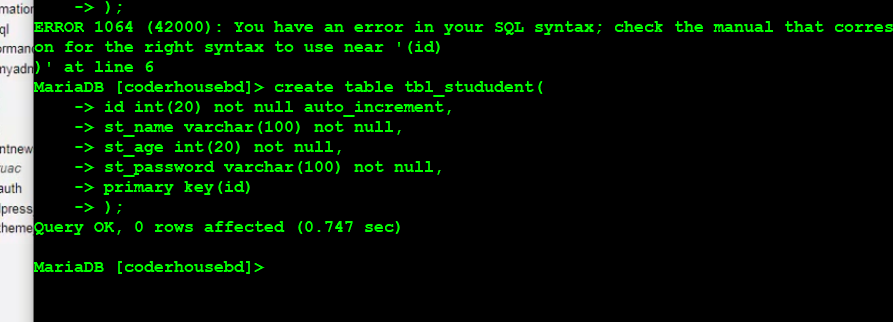 mation
-> );
ERROR 1064 (42000): You have an error in your SQL syntax; check the manual that corres
on for the right syntax to use near '(id)
)' at line 6
MariaDB [coderhousebd]> create table tbl_stududent(
-> id int(20) not null auto_increment,
-> st_name varchar(100) not null,
-> st_age int(20) not null,
-> st_password varchar(100) not null,
-> primary key(id)
-> );
Query OK, 0 rows affected (0.747 sec)
MariaDB [coderhousebd]>
ql
orman
myadn
ntnew
uac
auth
press
heme